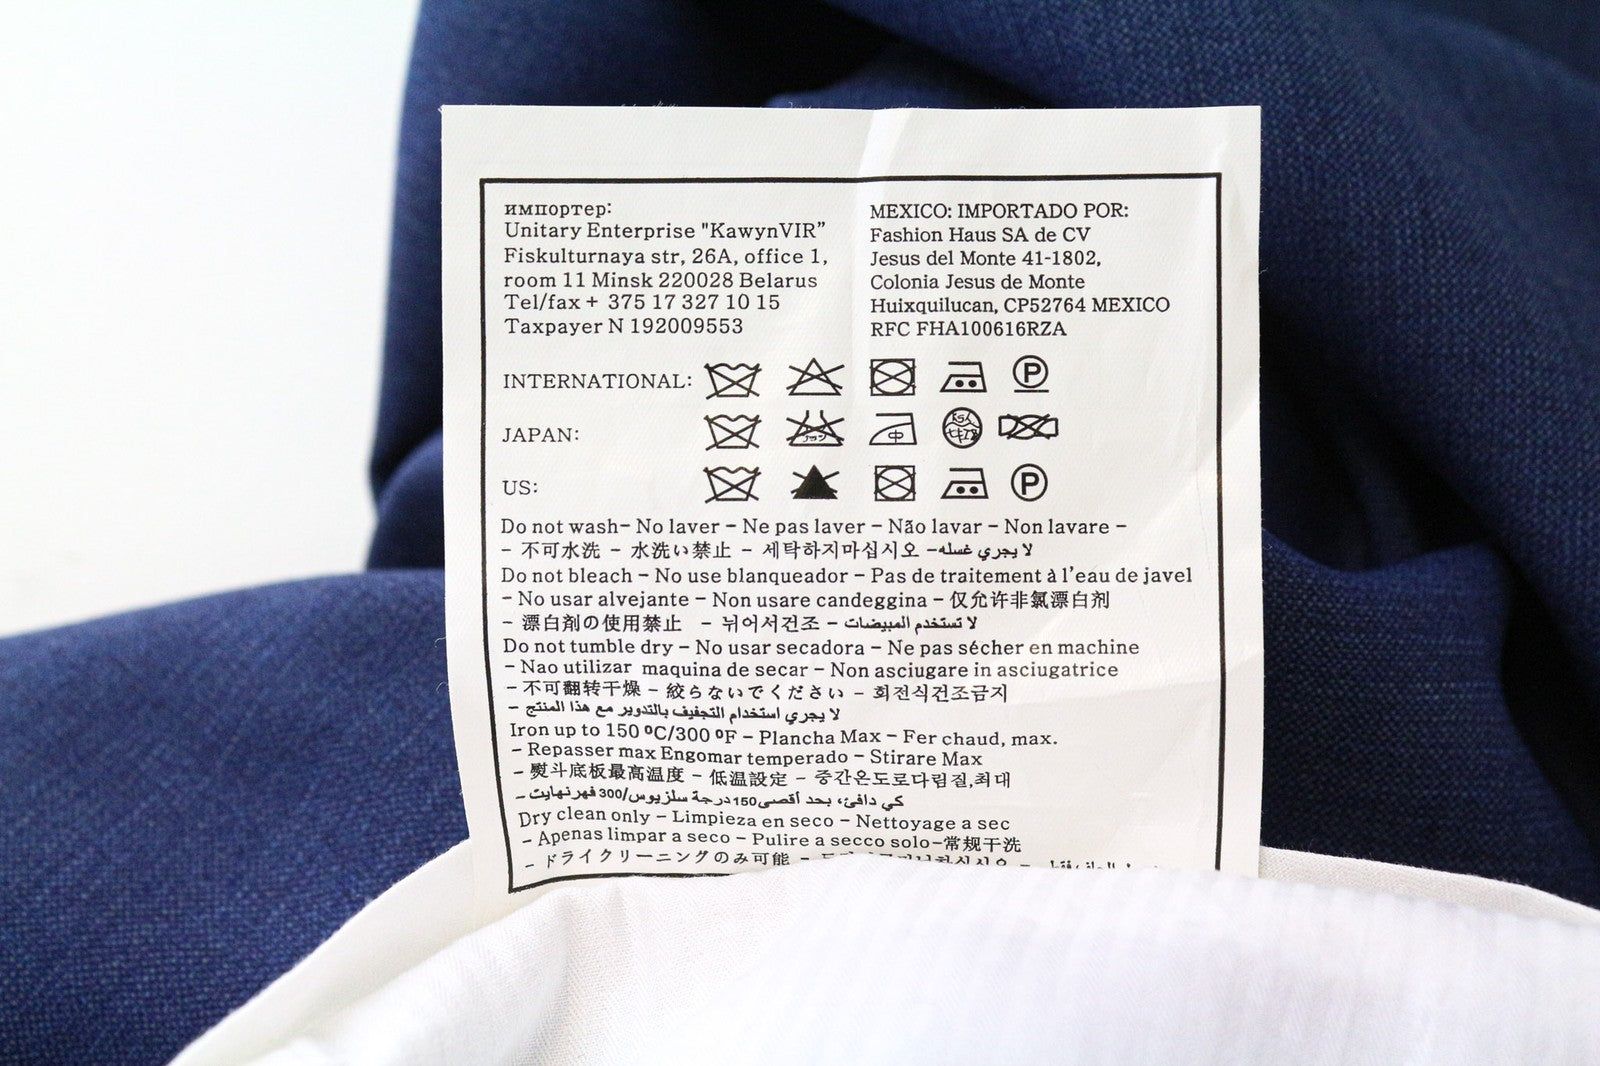 импортер:
Unitary Enterprise "KawynVIR”
Fiskulturnaya str, 26A, office 1,
room 11 Minsk 220028 Belarus
Tel/fax + 375 17 327 10 15
Taxpayer N 192009553
MEXICO: IMPORTADO POR:
Fashion Haus SA de CV
Jesus del Monte 41-1802,
Colonia Jesus de Monte
Huixquilucan, CP52764 MEXICO
RFC FHA100616RZA
INTERNATIONAL: P
JAPAN: 中
US: P
Do not wash– No laver – Ne pas laver – Não lavar – Non lavare –
- 不可水洗 – 水洗い禁止 – 세탁하지마십시오 – لا يجري غسله
Do not bleach – No use blanqueador – Pas de traitement à l'eau de javel
- No usar alvejante – Non usare candeggina – 仅允许非氯漂白剂
- 漂白剤の使用禁止 - 뉘어서건조 – لا تستخدم المبيضات
Do not tumble dry – No usar secadora – Ne pas sécher en machine
- Nao utilizar maquina de secar – Non asciugare in asciugatrice
- 不可翻转干燥 – 絞らないでください – 회전식건조금지
– لا يجري استخدام التجفيف بالتدوير مع هذا المنتج
Iron up to 150 ºC/300 ºF – Plancha Max – Fer chaud, max.
- Repasser max Engomar temperado – Stirare Max
- 熨斗底板最高温度 – 低温設定 – 중간온도로다림질,최대
– كي دافئ، بحد أقصى 150 درجة سلزيوس/300 فهرنهايت
Dry clean only – Limpieza en seco – Nettoyage a sec
- Apenas limpar a seco – Pulire a secco solo–常规干洗
- ドライクリーニングのみ可能 –